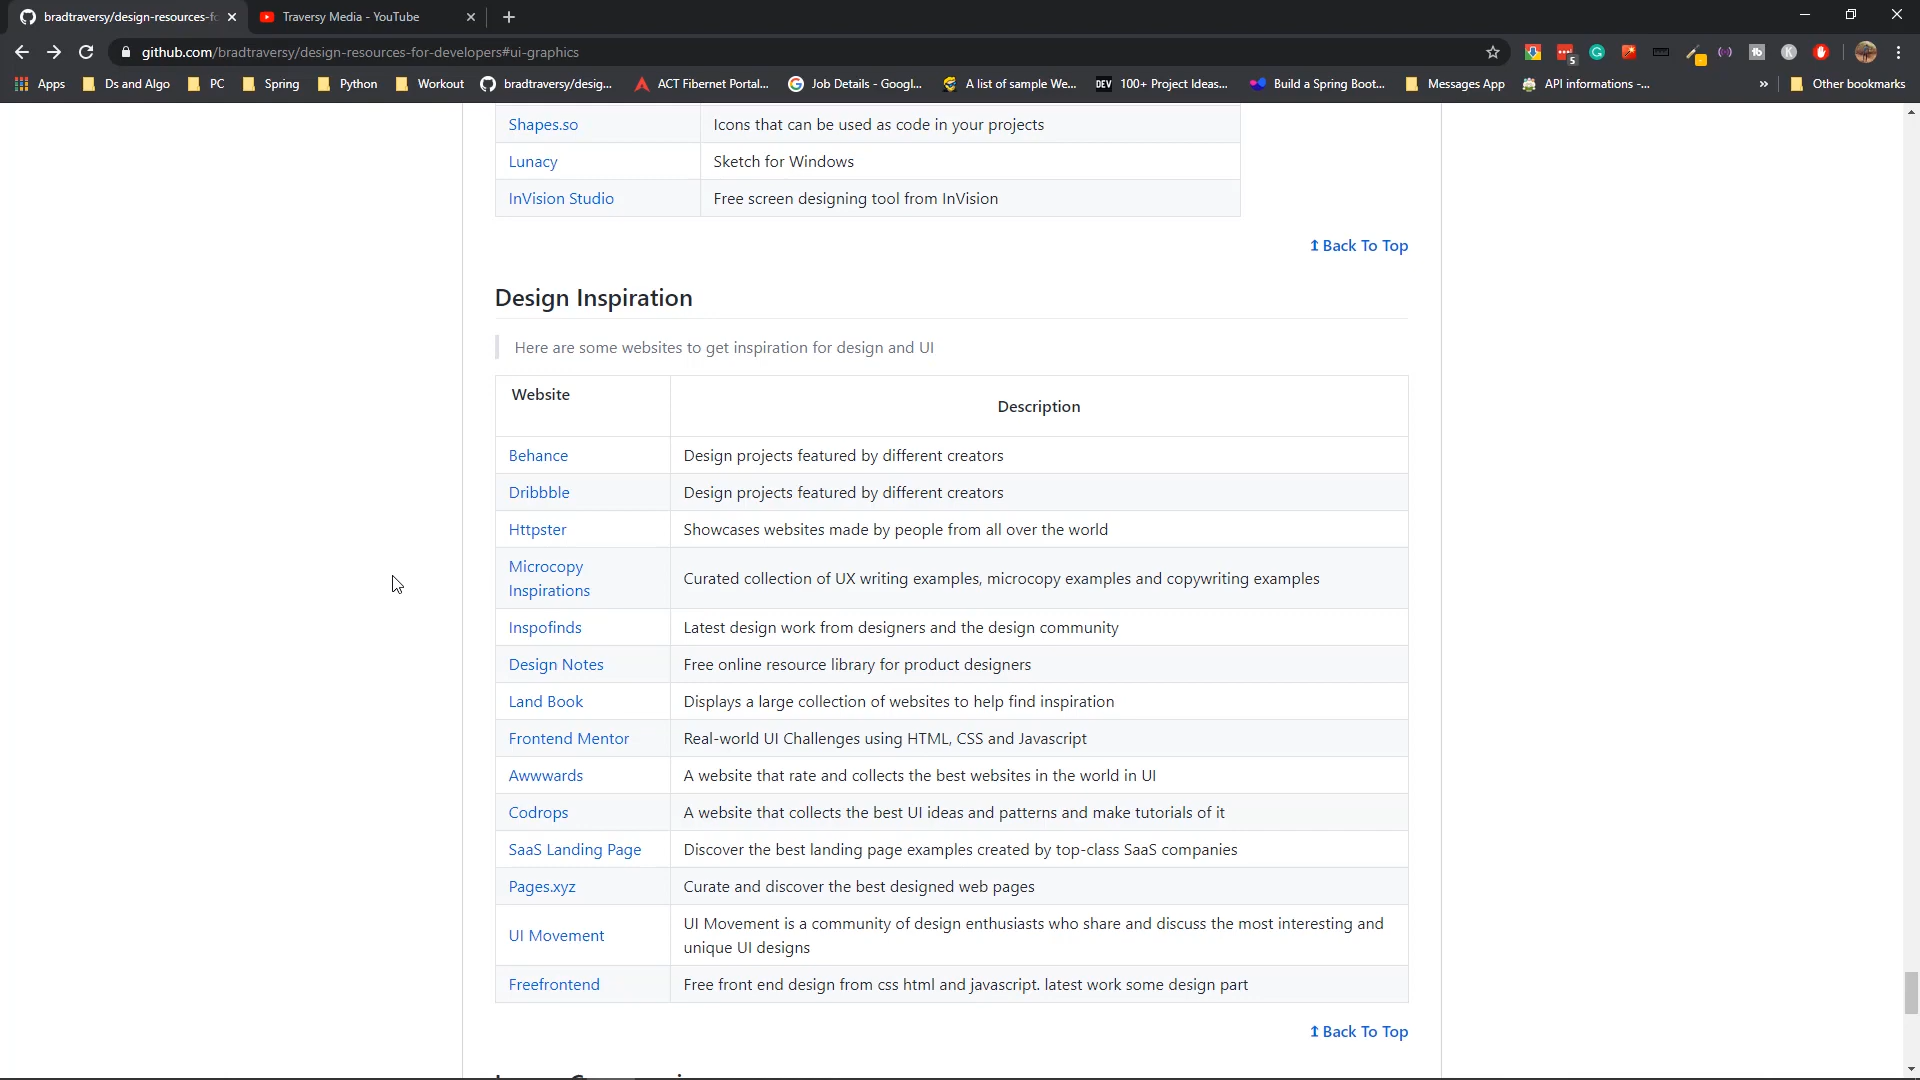 bradtraversy/design-resources-fo
Traversy Media - YouTube
github.com/bradtraversy/design-resources-for-developers#ui-graphics
5
tb
K
Apps
Ds and Algo
PC
Spring
Python
Workout
bradtraversy/desig...
ACT Fibernet Portal...
Job Details - Googl...
A list of sample We...
DEV
100+ Project Ideas...
Build a Spring Boot...
Messages App
API informations -...
»
Other bookmarks
Shapes.so Icons that can be used as code in your projects
Lunacy Sketch for Windows
InVision Studio Free screen designing tool from InVision
↥ Back To Top
Design Inspiration
Here are some websites to get inspiration for design and UI
Website Description
Behance Design projects featured by different creators
Dribbble Design projects featured by different creators
Httpster Showcases websites made by people from all over the world
Microcopy
Inspirations
Curated collection of UX writing examples, microcopy examples and copywriting examples
Inspofinds Latest design work from designers and the design community
Design Notes Free online resource library for product designers
Land Book Displays a large collection of websites to help find inspiration
Frontend Mentor Real-world UI Challenges using HTML, CSS and Javascript
Awwwards A website that rate and collects the best websites in the world in UI
Codrops A website that collects the best UI ideas and patterns and make tutorials of it
SaaS Landing Page Discover the best landing page examples created by top-class SaaS companies
Pages.xyz Curate and discover the best designed web pages
UI Movement
UI Movement is a community of design enthusiasts who share and discuss the most interesting and
unique UI designs
Freefrontend Free front end design from css html and javascript. latest work some design part
↥ Back To Top